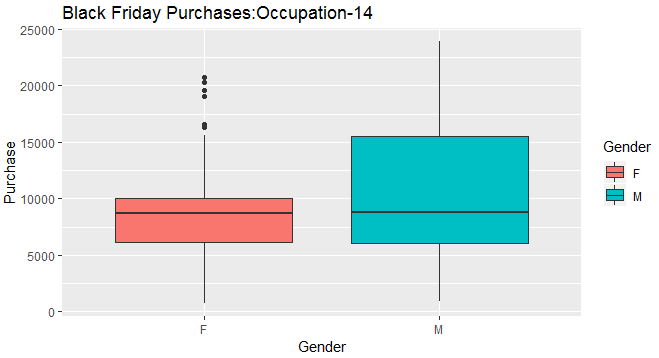 Black Friday Purchases:Occupation-14
25000
20000
15000
10000
5000
0
Purchase
F
M
Gender
Gender
F
M